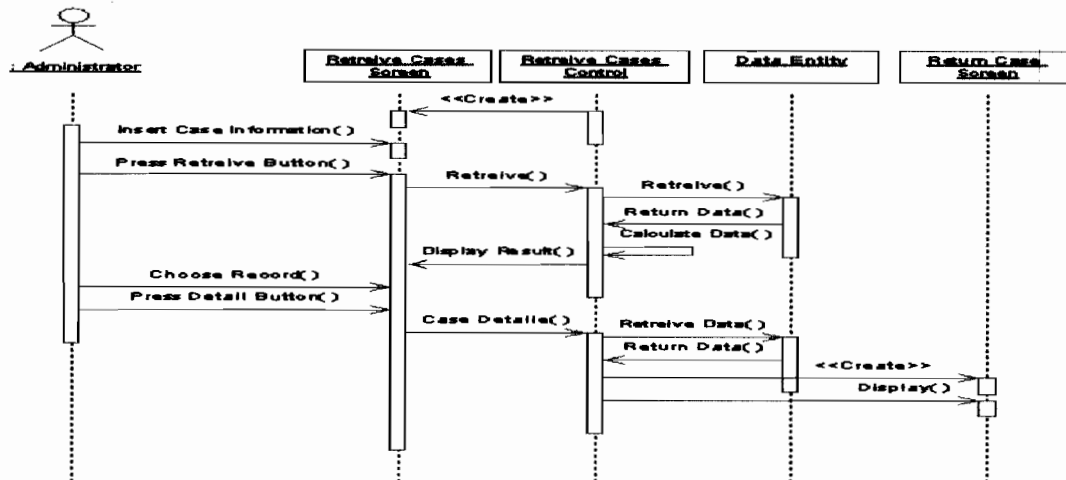 : Administrator
Retreive Cases
Screen
Retreive Cases
Control
Data Entity
Return Case
Screen
<<Create>>
Insert Case Information()
Press Retreive Button()
Retreive()
Retreive()
Return Data()
Calculate Data()
Display Result()
Choose Record()
Press Detail Button()
Case Details()
Retreive Data()
Return Data()
<<Create>>
Display()